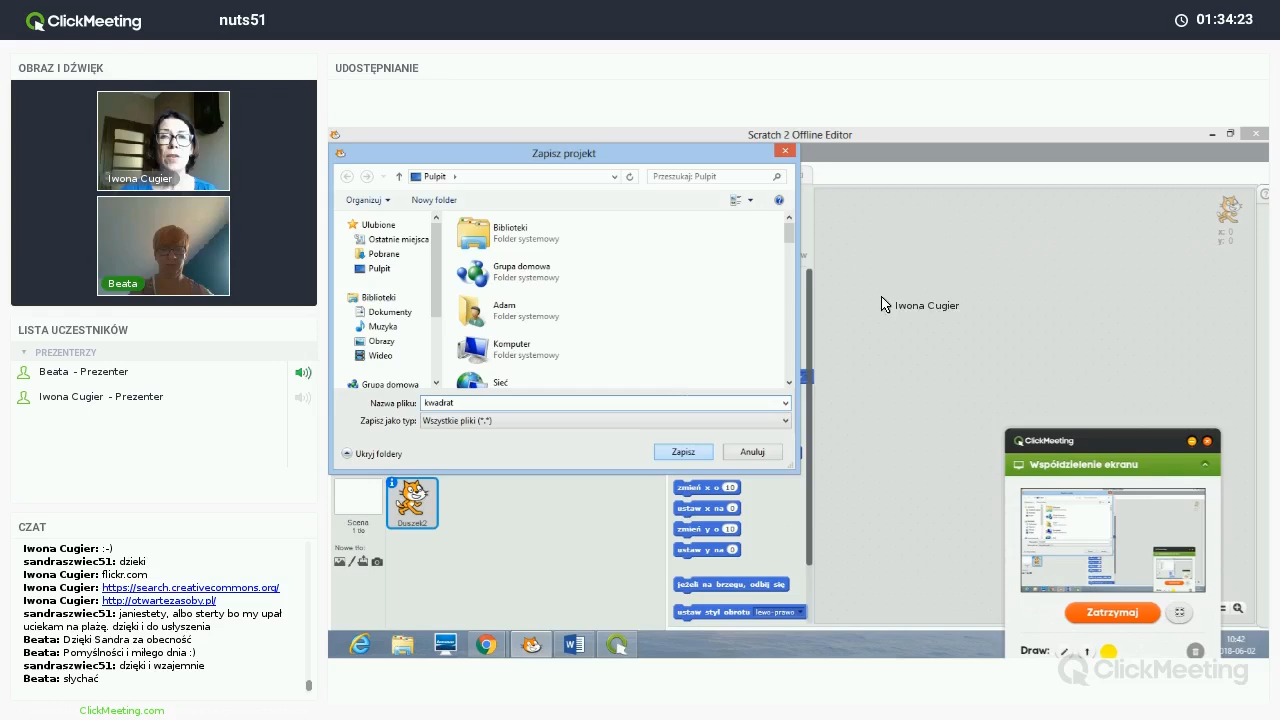 ClickMeeting
nuts51
01:34:23
OBRAZ I DŹWIĘK
Iwona Cugier
Beata
LISTA UCZESTNIKÓW
PREZENTERZY
Beata - Prezenter
Iwona Cugier - Prezenter
CZAT
Iwona Cugier: :-)
sandraszwiec51: dzieki
Iwona Cugier: flickr.com
Iwona Cugier: https://search.creativecommons.org/
Iwona Cugier: http://otwartezasoby.pl/
sandraszwiec51: janiestety, albo sterty bo my upał
uciekam na plażę. dzięki i do usłyszenia
Beata: Dzięki Sandra za obecność
Beata: Pomyślności i miłego dnia :)
sandraszwiec51: dzięki i wzajemnie
Beata: słychać
ClickMeeting.com
UDOSTĘPNIANIE
Scratch 2 Offline Editor
Zapisz projekt
Pulpit
Przeszukaj: Pulpit
Organizuj
Nowy folder
Ulubione
Ostatnie miejsca
Pobrane
Pulpit
Biblioteki
Dokumenty
Muzyka
Obrazy
Wideo
Grupa domowa
Biblioteki
Folder systemowy
Grupa domowa
Folder systemowy
Adam
Folder systemowy
Komputer
Folder systemowy
Sieć
Nazwa pliku: kwadrat
Zapisz jako typ: Wszystkie pliki (*.*)
Ukryj foldery
Zapisz
Anuluj
x: 0
y: 0
Iwona Cugier
Scena
1 tło
Duszek2
Nowe tło:
zmień x o 10
ustaw x na 0
zmień y o 10
ustaw y na 0
jeżeli na brzegu, odbij się
ustaw styl obrotu lewo-prawo
ClickMeeting
Współdzielenie ekranu
Zatrzymaj
Draw:
10:42
2018-06-02
ClickMeeting